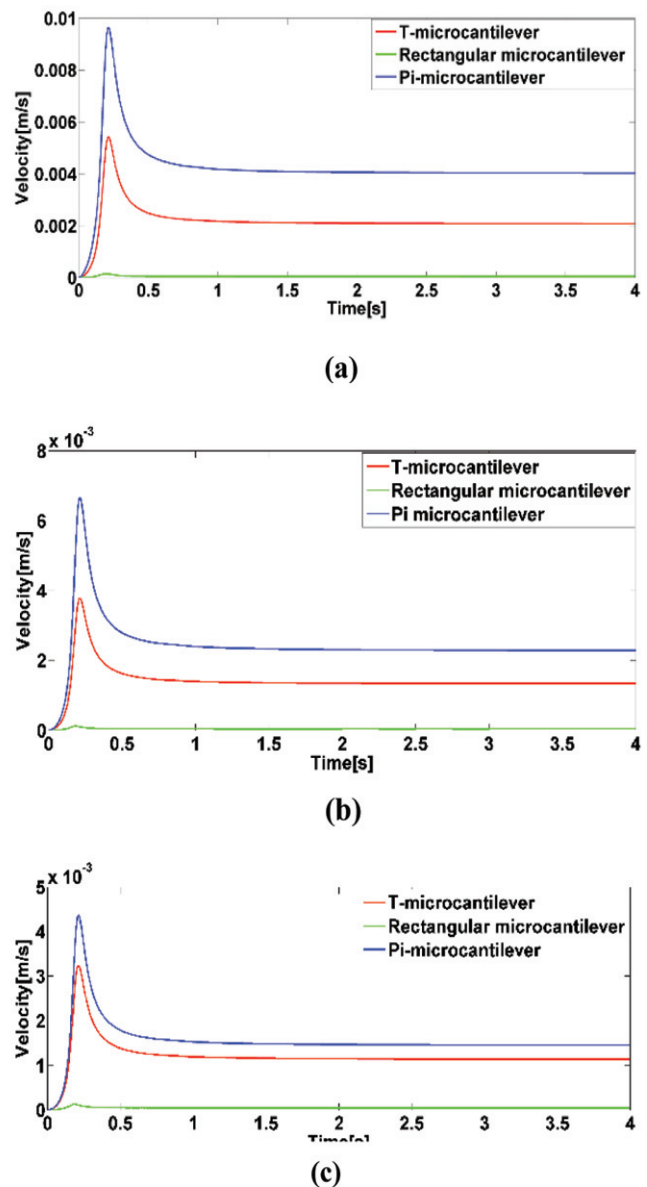 0.01
0.008
0.006
0.004
0.002
0
Velocity[m/s]
T-microcantilever
Rectangular microcantilever
Pi-microcantilever
0 0.5 1 1.5 2 2.5 3 3.5 4
Time[s]
(a)
x 10^-3
8
6
4
2
0
Velocity[m/s]
T-microcantilever
Rectangular microcantilever
Pi microcantilever
0 0.5 1 1.5 2 2.5 3 3.5 4
Time[s]
(b)
x 10^-3
5
4
3
2
1
0
Velocity[m/s]
T-microcantilever
Rectangular microcantilever
Pi-microcantilever
0 0.5 1 1.5 2 2.5 3 3.5 4
Time[s]
(c)